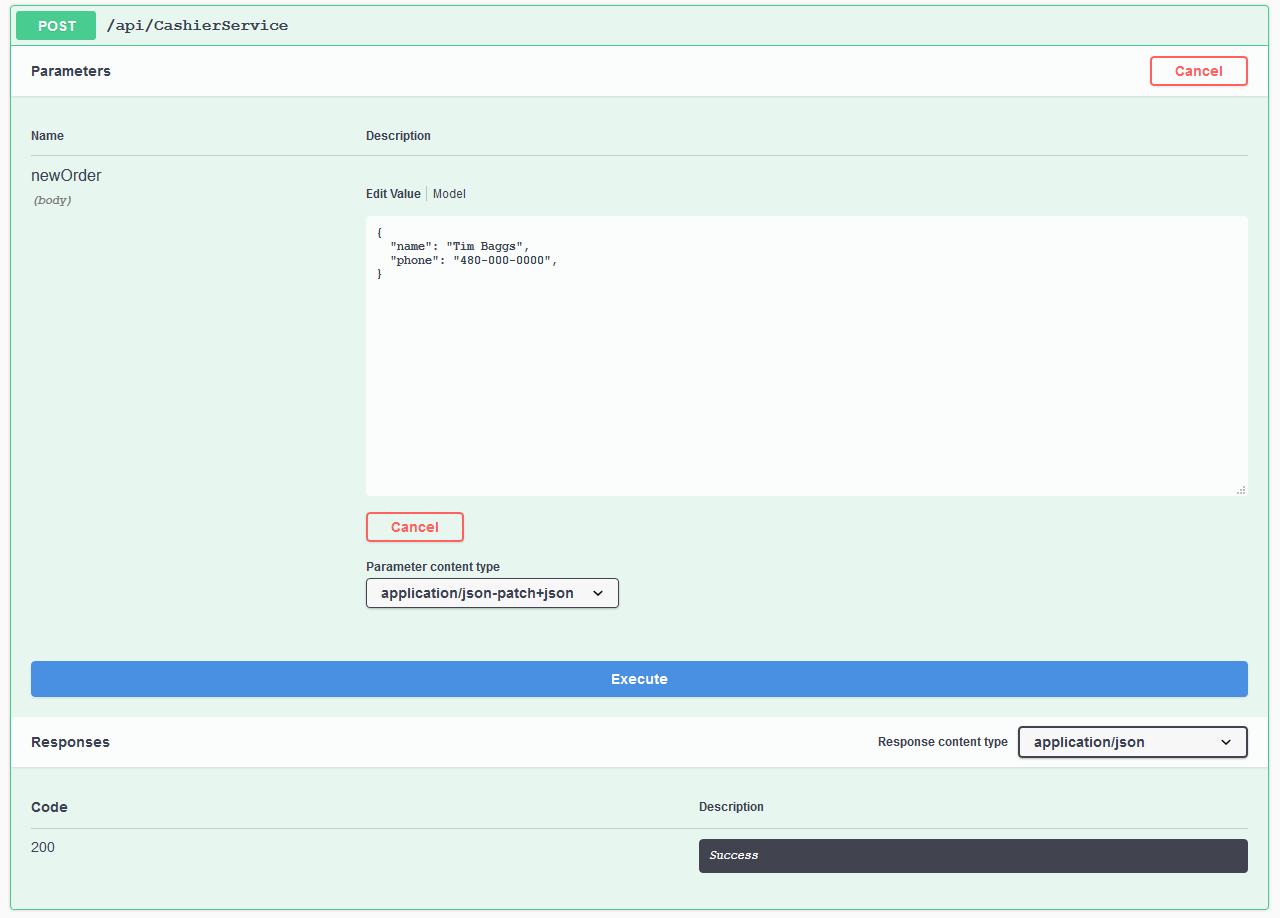 POST /api/CashierService
Parameters Cancel
Name Description
newOrder
(body)
Edit Value Model
{
"name": "Tim Baggs",
"phone": "480-000-0000",
}
Cancel
Parameter content type
application/json-patch+json
Execute
Responses Response content type application/json
Code Description
200 Success